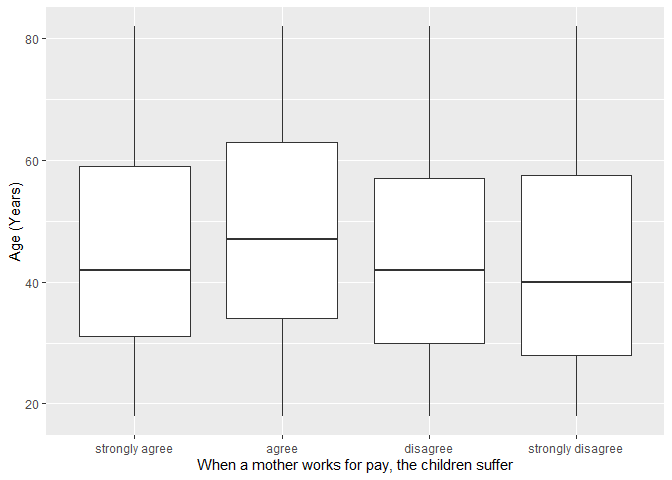 80
60
40
20
Age (Years)
strongly agree
agree
disagree
strongly disagree
When a mother works for pay, the children suffer